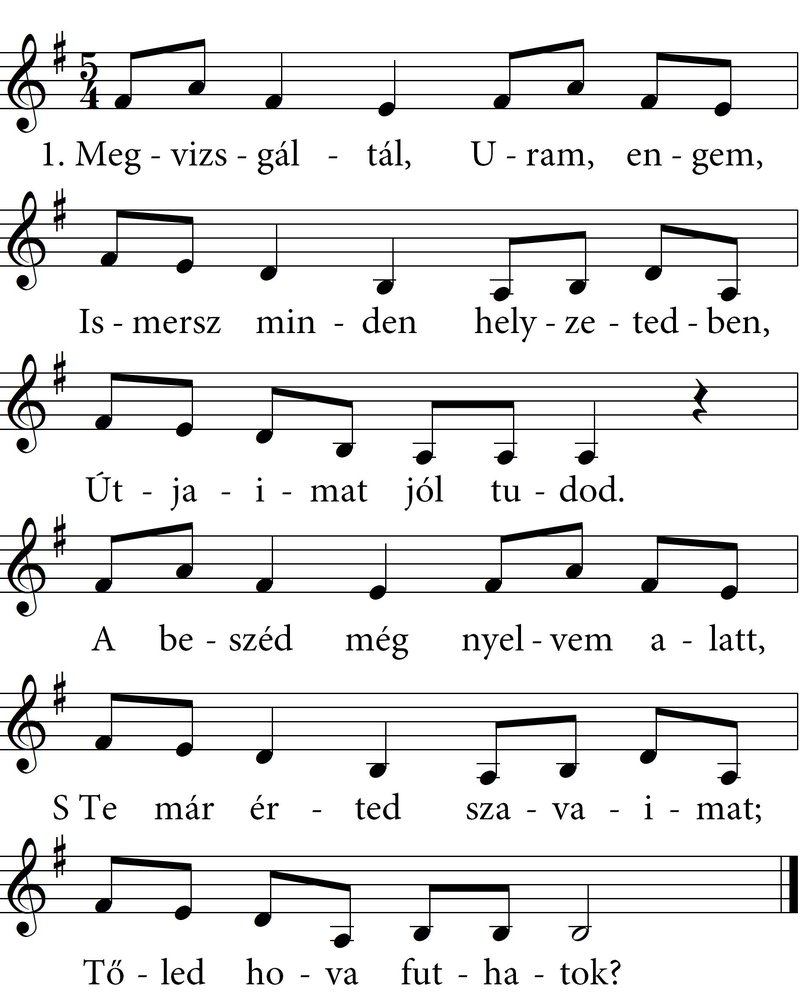 5
4
1. Meg - vizs - gál - tál, U - ram, en - gem,
Is - mersz min - den hely - ze - ted - ben,
Út - ja - i - mat jól tu - dod.
A be - széd még nyel - vem a - latt,
S Te már ér - ted sza - va - i - mat;
Tő - led ho - va fut - ha - tok?